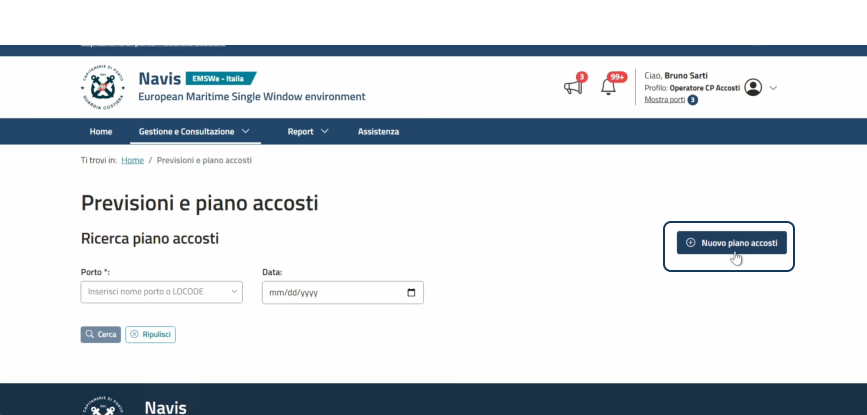 Navis EMSWe - Italia
European Maritime Single Window environment
3
99+
Ciao, Bruno Sarti
Profilo: Operatore CP Accosti
Mostra porti 3
Home Gestione e Consultazione Report Assistenza
Ti trovi in: Home / Previsioni e piano accosti
Previsioni e piano accosti
Ricerca piano accosti
Nuovo piano accosti
Porto *: Data:
Inserisci nome porto o LOCODE mm/dd/yyyy
Cerca Ripulisci
Navis